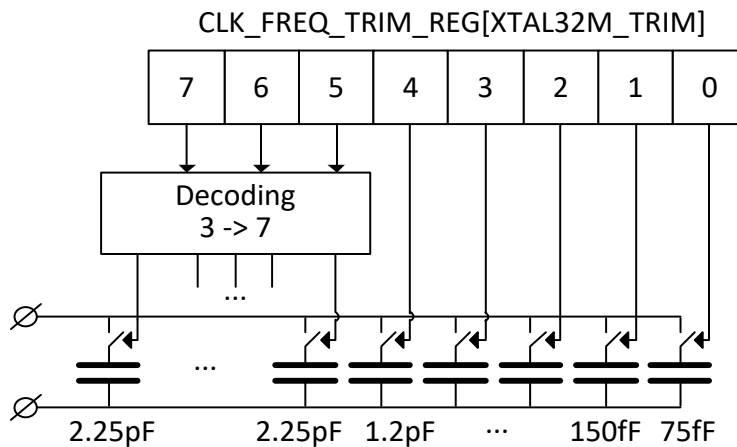 CLK_FREQ_TRIM_REG[XTAL32M_TRIM]
7 6 5 4 3 2 1 0
Decoding
3 -> 7
...
...
2.25pF 2.25pF 1.2pF ... 150fF 75fF